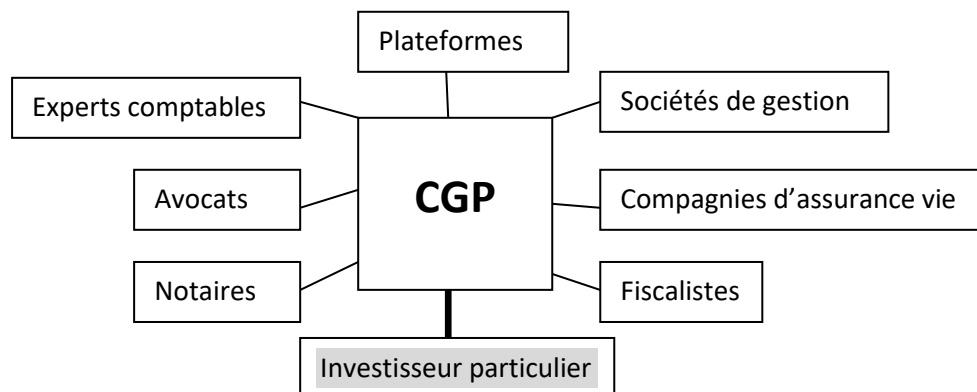 Plateformes
Experts comptables
Sociétés de gestion
CGP
Avocats
Compagnies d’assurance vie
Notaires
Fiscalistes
Investisseur particulier